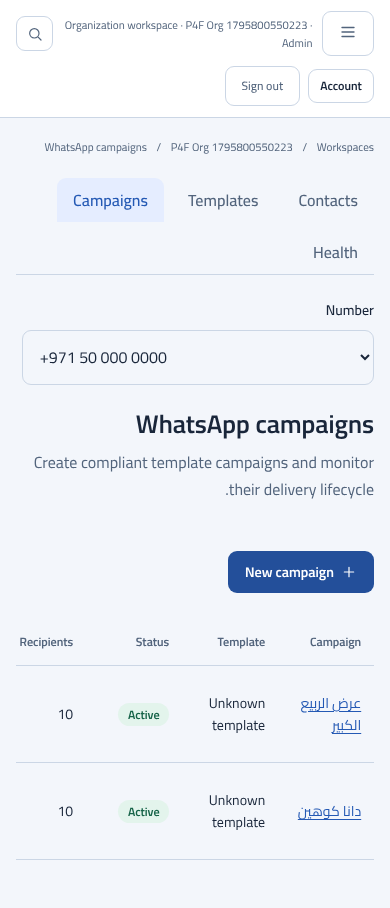 Organization workspace · P4F Org 1795800550223 ·
Admin
Sign out
Account
WhatsApp campaigns / P4F Org 1795800550223 / Workspaces
Campaigns Templates Contacts
Health
Number
+971 50 000 0000
WhatsApp campaigns
Create compliant template campaigns and monitor
.their delivery lifecycle
New campaign
Recipients Status Template Campaign
10 Active Unknown template عرض الربيع الكبير
10 Active Unknown template دانا كوهين